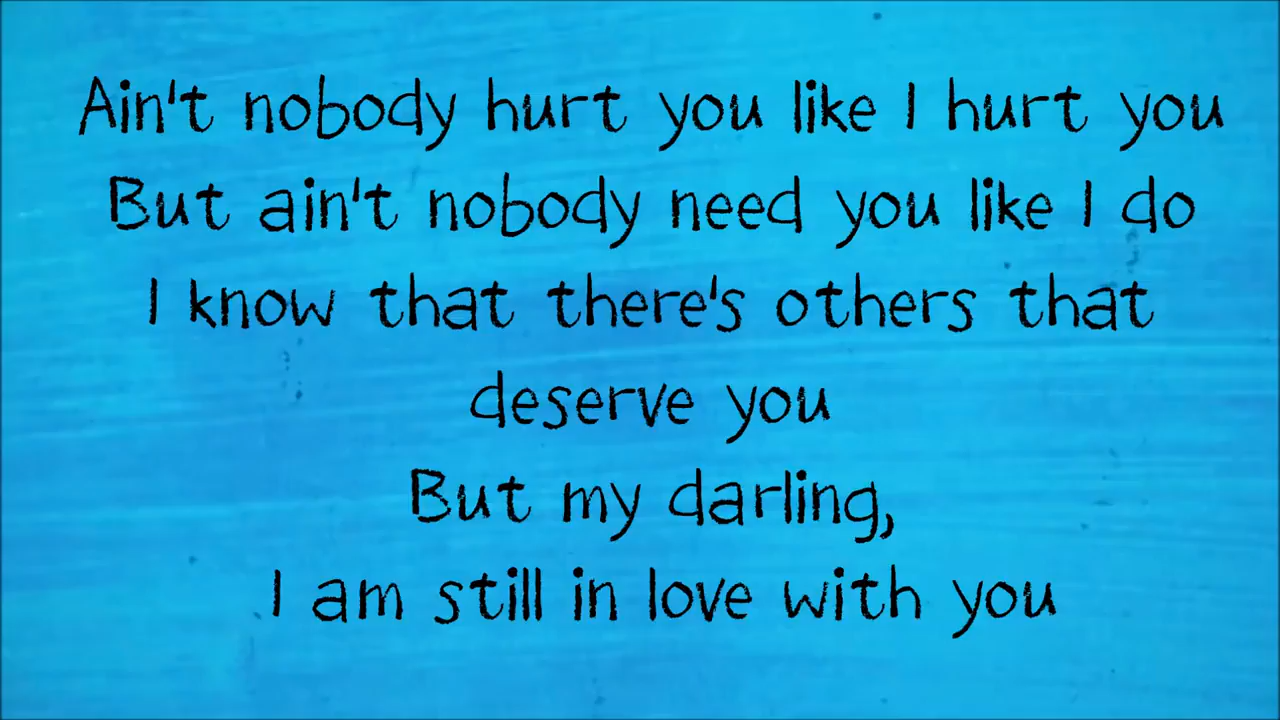 Ain't nobody hurt you like I hurt you
But ain't nobody need you like I do
I know that there's others that
deserve you
But my darling,
I am still in love with you